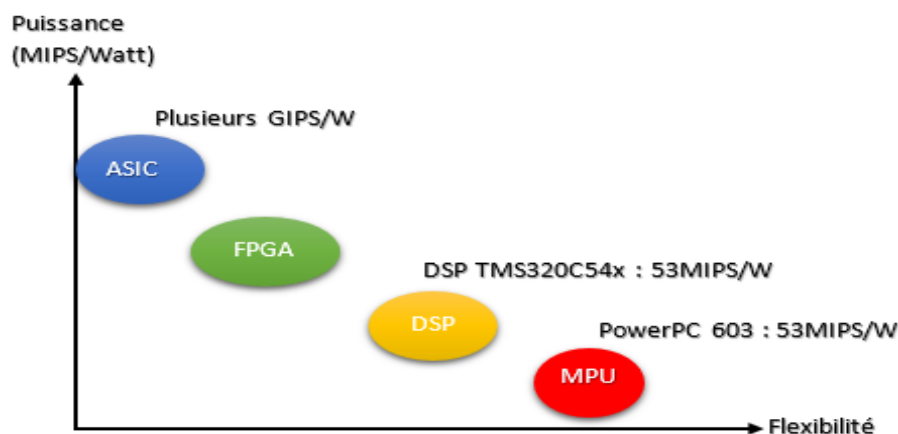 Puissance
(MIPS/Watt)
Plusieurs GIPS/W
ASIC
FPGA
DSP TMS320C54x : 53MIPS/W
DSP
PowerPC 603 : 53MIPS/W
MPU
Flexibilité